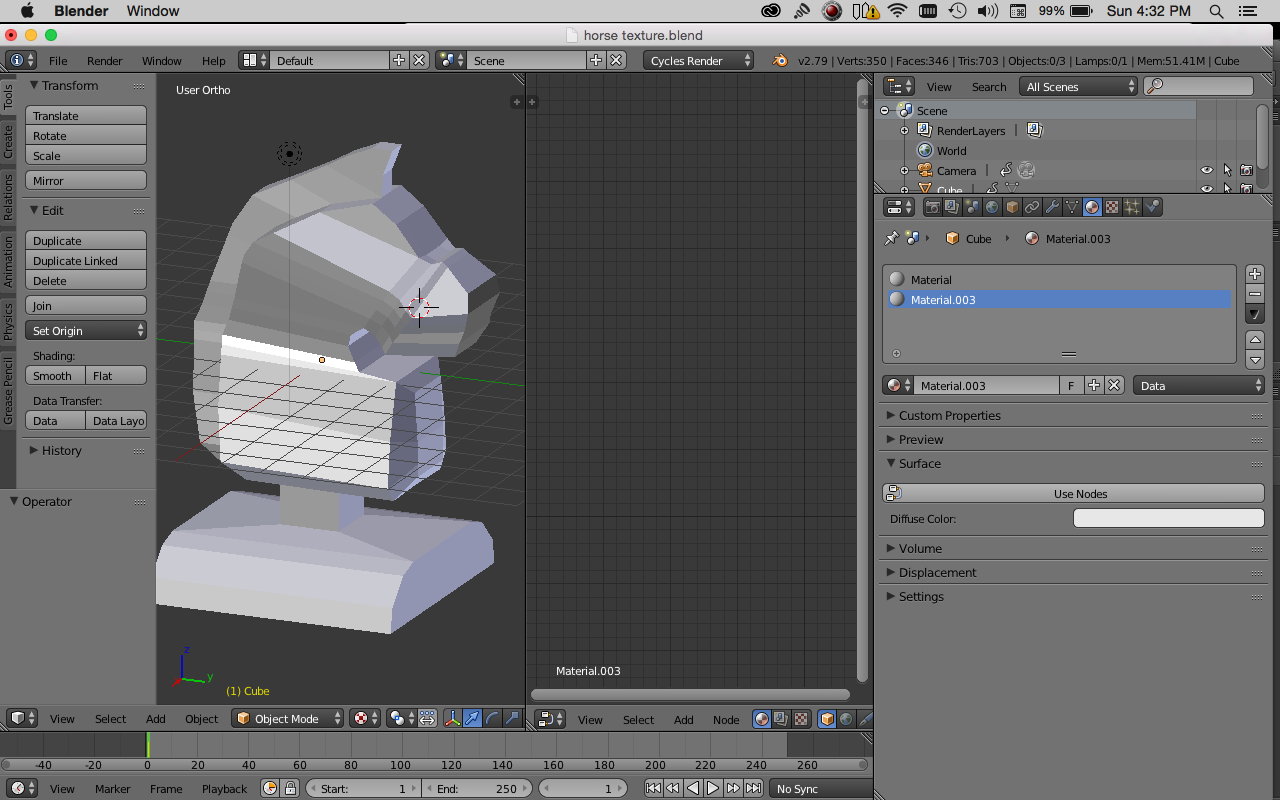 Blender Window 99% Sun 4:32 PM
horse texture.blend
File Render Window Help Default Scene Cycles Render v2.79 | Verts:350 | Faces:346 | Tris:703 | Objects:0/3 | Lamps:0/1 | Mem:51.41M | Cube
Tools
Create
Relations
Animation
Physics
Grease Pencil
Transform
Translate
Rotate
Scale
Mirror
Edit
Duplicate
Duplicate Linked
Delete
Join
Set Origin
Shading:
Smooth Flat
Data Transfer:
Data Data Layo
History
Operator
User Ortho
z
y
(1) Cube
View Select Add Object Object Mode
Material.003
View Select Add Node
View Search All Scenes
Scene
RenderLayers |
World
Camera |
Cube |
Cube Material.003
Material
Material.003
Material.003 F Data
Custom Properties
Preview
Surface
Use Nodes
Diffuse Color:
Volume
Displacement
Settings
-40 -20 0 20 40 60 80 100 120 140 160 180 200 220 240 260
View Marker Frame Playback Start: 1 End: 250 1 No Sync